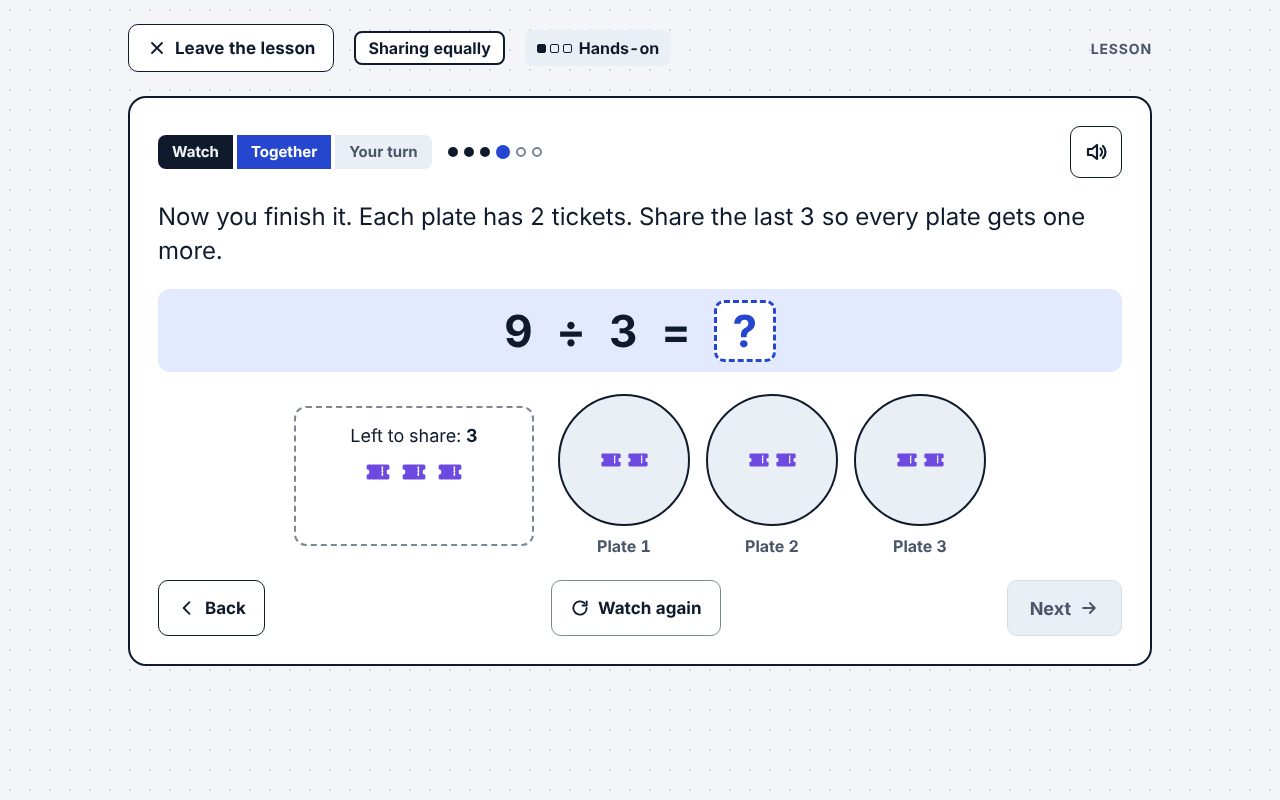 Leave the lesson
Sharing equally
Hands-on
LESSON
Watch
Together
Your turn
Now you finish it. Each plate has 2 tickets. Share the last 3 so every plate gets one
more.
9 ÷ 3 = ?
Left to share: 3
Plate 1
Plate 2
Plate 3
Back
Watch again
Next